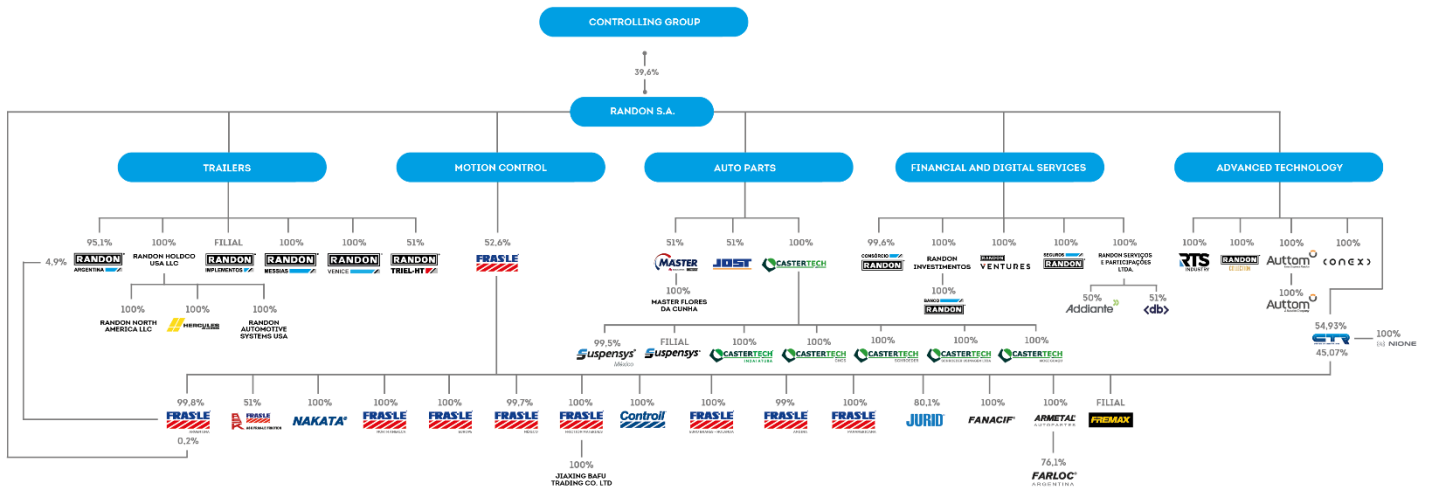 CONTROLLING GROUP
39,6%
RANDON S.A.
TRAILERS
MOTION CONTROL
AUTO PARTS
FINANCIAL AND DIGITAL SERVICES
ADVANCED TECHNOLOGY
95,1%
100%
FILIAL
100%
100%
51%
52,6%
51%
51%
100%
99,6%
100%
100%
100%
100%
100%
100%
100%
100%
4,9%
RANDON
ARGENTINA
RANDON HOLDCO
USA LLC
RANDON
IMPLEMENTOS
RANDON
MESSIAS
RANDON
VENICE
RANDON
TRIEL-HT
FRAS-LE
MASTER
JOST
CASTERTECH
CONSÓRCIO
RANDON
RANDON
INVESTIMENTOS
RANDON
VENTURES
SEGUROS
RANDON
RANDON SERVIÇOS
E PARTICIPAÇÕES
LTDA.
RTS
INDUSTRY
RANDON
Auttom
CONEXO
100%
RANDON NORTH
AMERICA LLC
100%
HERCULES
100%
RANDON
AUTOMOTIVE
SYSTEMS USA
100%
MASTER FLORES
DA CUNHA
100%
BANCO
RANDON
50%
Addiante
51%
<db>
100%
Auttom
99,5%
Suspensys
México
FILIAL
Suspensys
100%
CASTERTECH
INDAIATUBA
100%
CASTERTECH
100%
CASTERTECH
100%
CASTERTECH
100%
CASTERTECH
54,93%
CTR
45,07%
100%
NIONE
99,8%
FRAS-LE
0,2%
51%
FRAS-LE
100%
NAKATA
100%
FRAS-LE
100%
FRAS-LE
EUROPE
99,7%
FRAS-LE
MÉXICO
100%
FRAS-LE
100%
Controil
100%
FRAS-LE
99%
FRAS-LE
100%
FRAS-LE
80,1%
JURID
100%
FANACIF
100%
ARMETAL
AUTOPARTES
FILIAL
FREMAX
100%
JIAXING BAFU
TRADING CO. LTD
76,1%
FARLOC
ARGENTINA